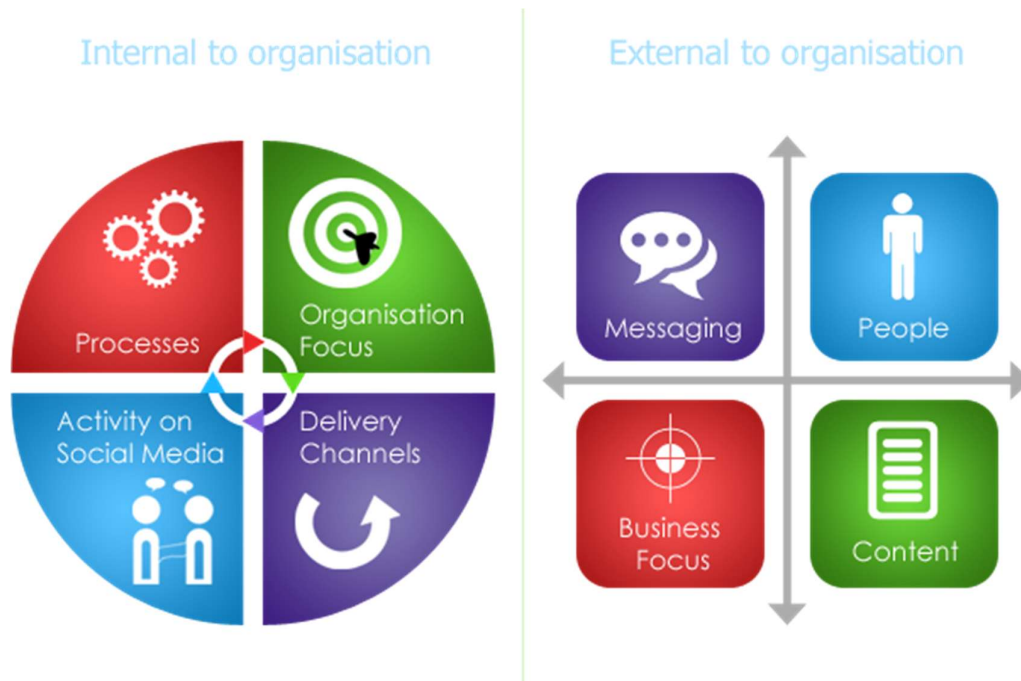 Internal to organisation
Processes
Organisation
Focus
Activity on
Social Media
Delivery
Channels
External to organisation
Messaging
People
Business
Focus
Content